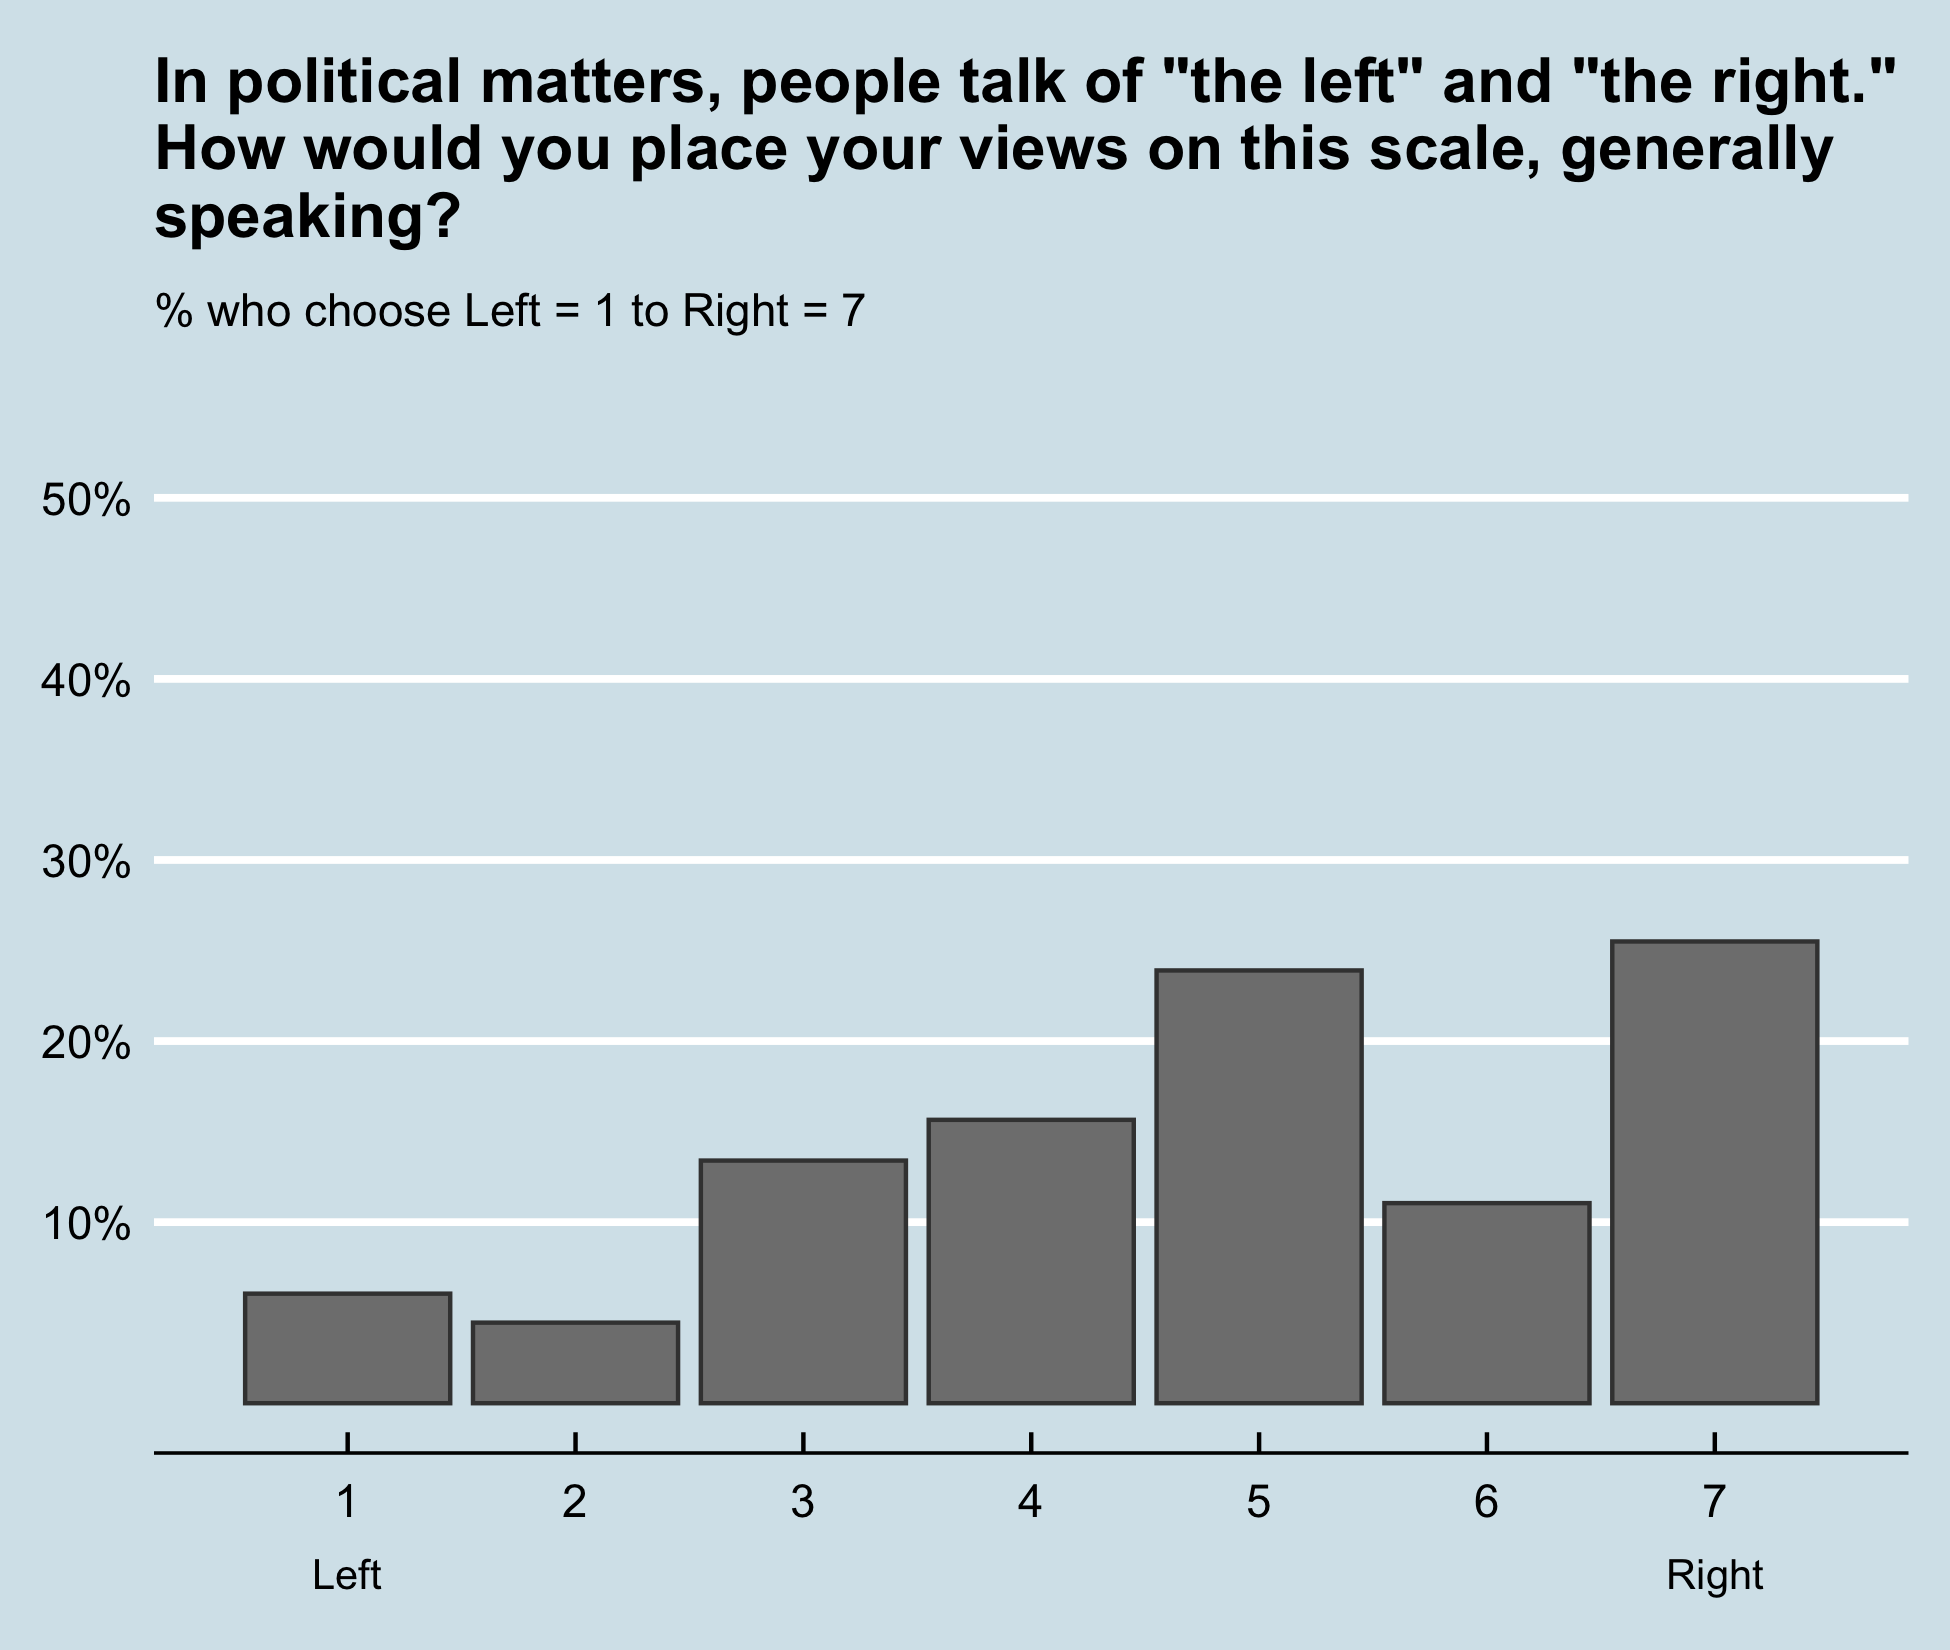 In political matters, people talk of "the left" and "the right."
How would you place your views on this scale, generally
speaking?
% who choose Left = 1 to Right = 7
50%
40%
30%
20%
10%
1 2 3 4 5 6 7
Left Right